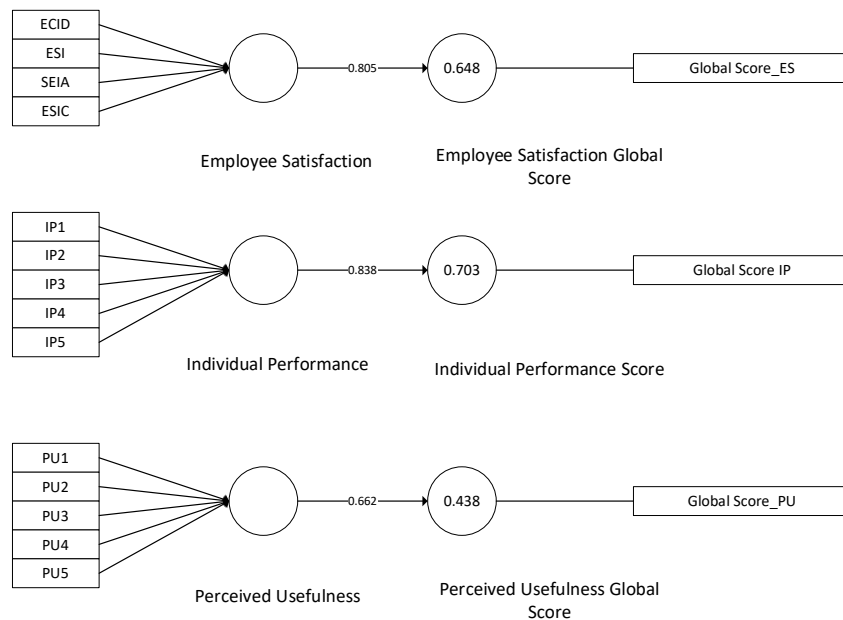 ECID
ESI
SEIA
ESIC
0.805
0.648
Global Score_ES
Employee Satisfaction
Employee Satisfaction Global
Score
IP1
IP2
IP3
IP4
IP5
0.838
0.703
Global Score IP
Individual Performance
Individual Performance Score
PU1
PU2
PU3
PU4
PU5
0.662
0.438
Global Score_PU
Perceived Usefulness
Perceived Usefulness Global
Score